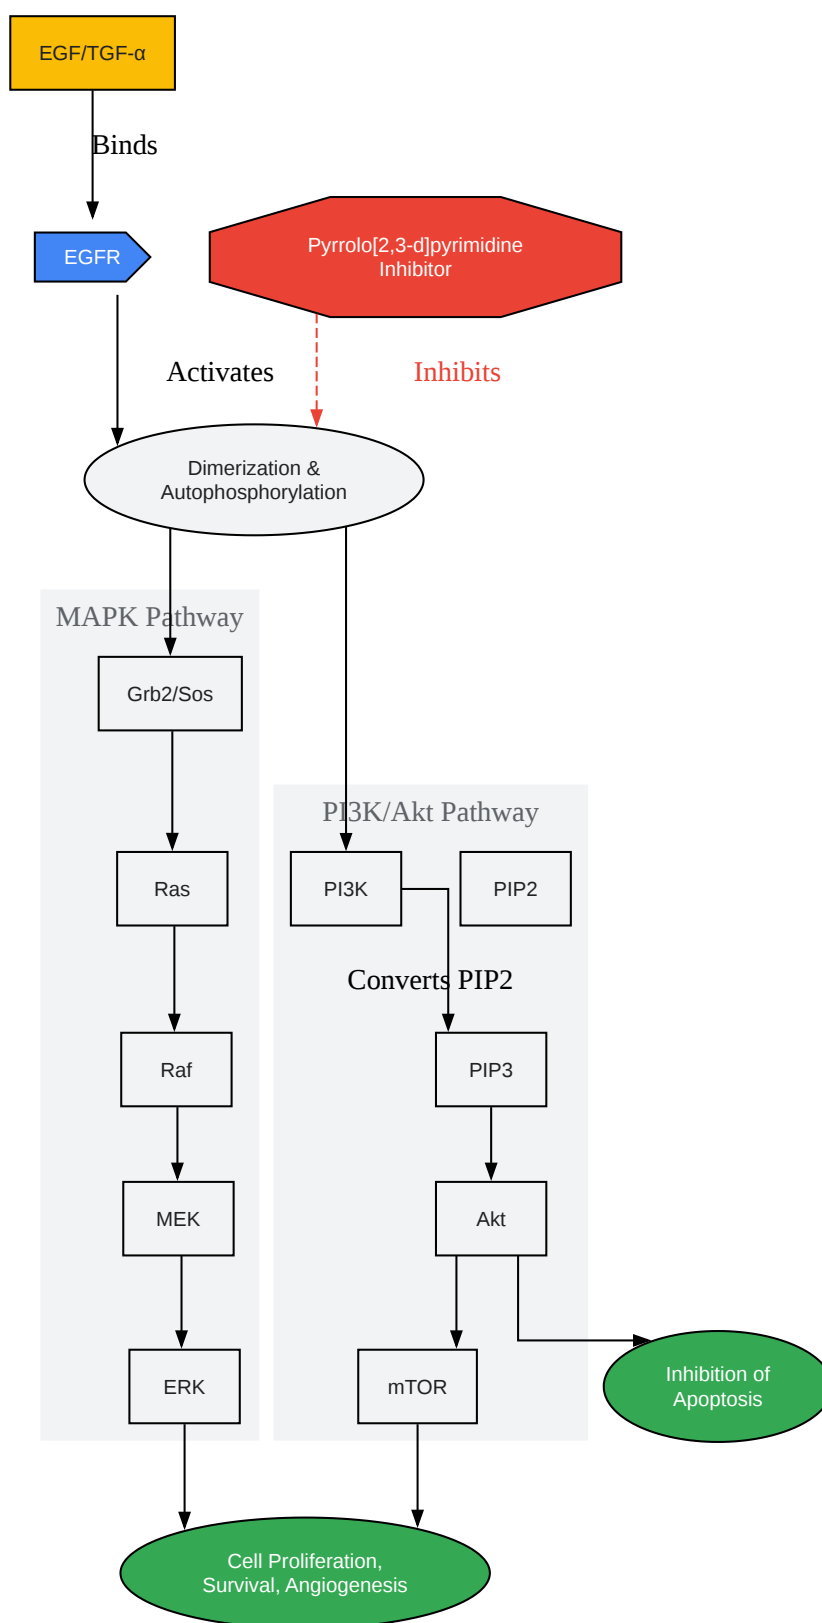 EGF/TGF-α
Binds
EGFR
Pyrrolo[2,3-d]pyrimidine
Inhibitor
Activates
Inhibits
Dimerization &
Autophosphorylation
MAPK Pathway
Grb2/Sos
PI3K/Akt Pathway
Ras
PI3K
PIP2
Converts PIP2
Raf
PIP3
MEK
Akt
ERK
mTOR
Inhibition of
Apoptosis
Cell Proliferation,
Survival, Angiogenesis